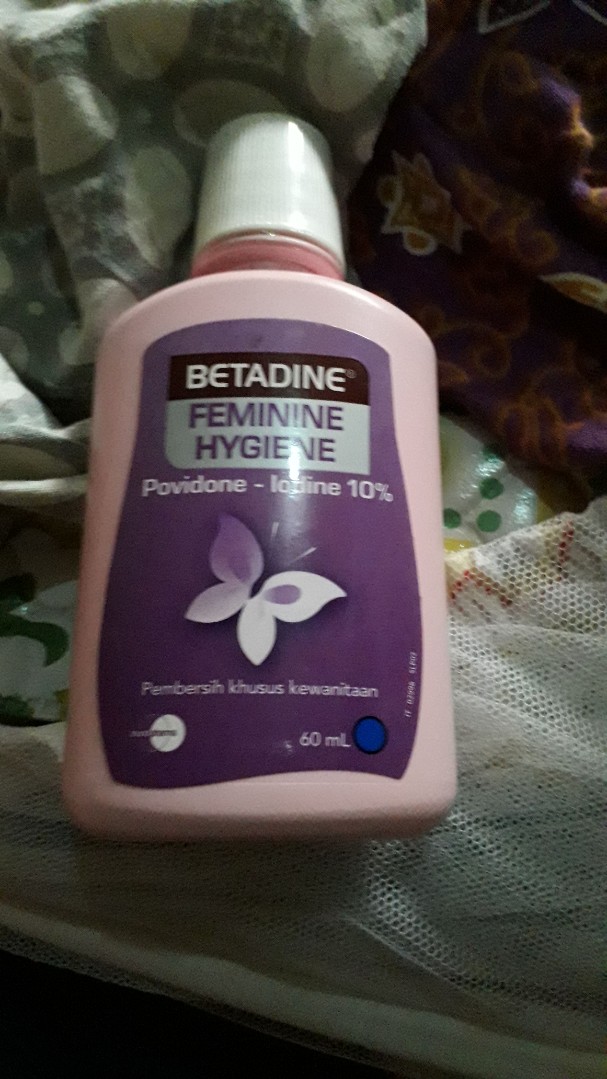 BETADINE®
FEMININE
HYGIENE
Povidone - Iodine 10%
Pembersih khusus kewanitaan
60 mL